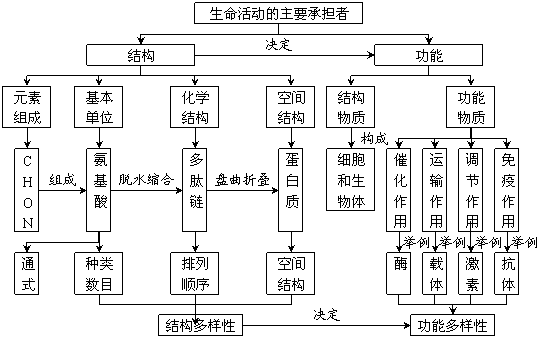 生命活动的主要承担者
决定
结构
功能
元素
组成
基本
单位
化学
结构
空间
结构
结构
物质
功能
物质
构成
CHON
组成
氨基酸
脱水缩合
多肽链
盘曲折叠
蛋白质
细胞
和生
物体
催化作用
运输作用
调节作用
免疫作用
举例
举例
举例
举例
通式
种类
数目
排列
顺序
空间
结构
酶
载体
激素
抗体
结构多样性
决定
功能多样性